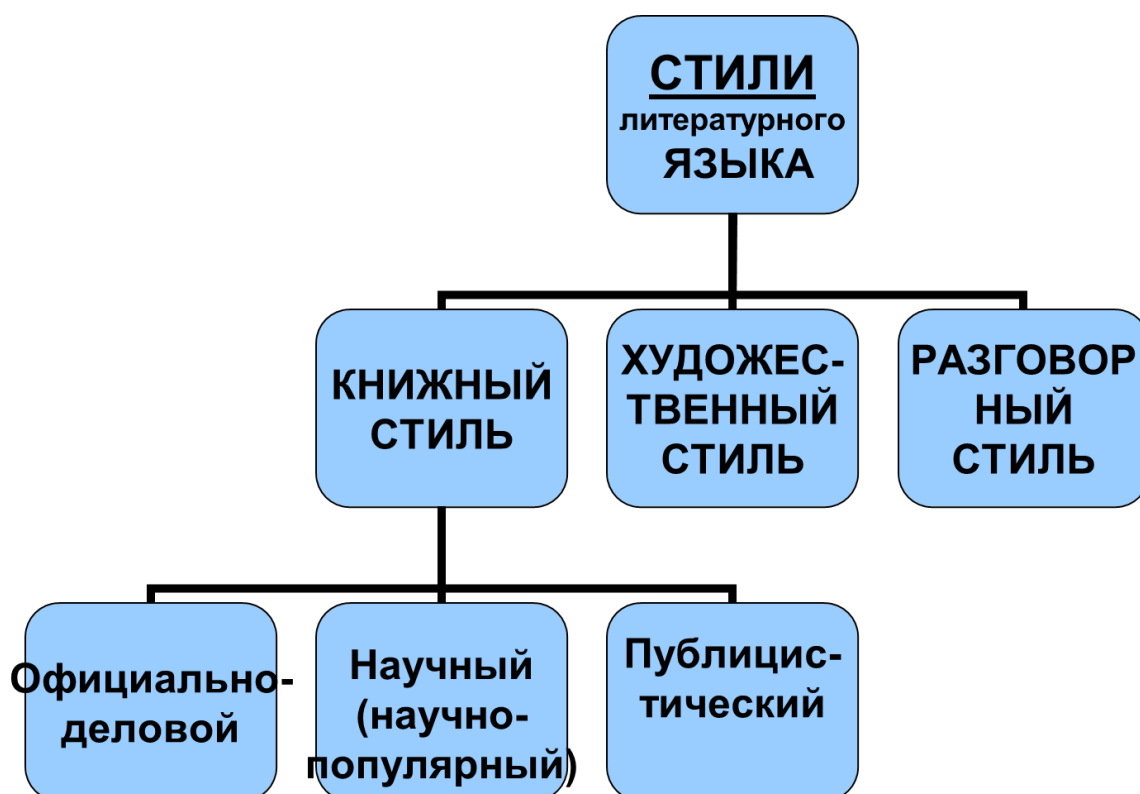 СТИЛИ
литературного
ЯЗЫКА
КНИЖНЫЙ
СТИЛЬ
ХУДОЖЕС-
ТВЕННЫЙ
СТИЛЬ
РАЗГОВОР
НЫЙ
СТИЛЬ
Официально-
деловой
Научный
(научно-
популярный)
Публицис-
тический